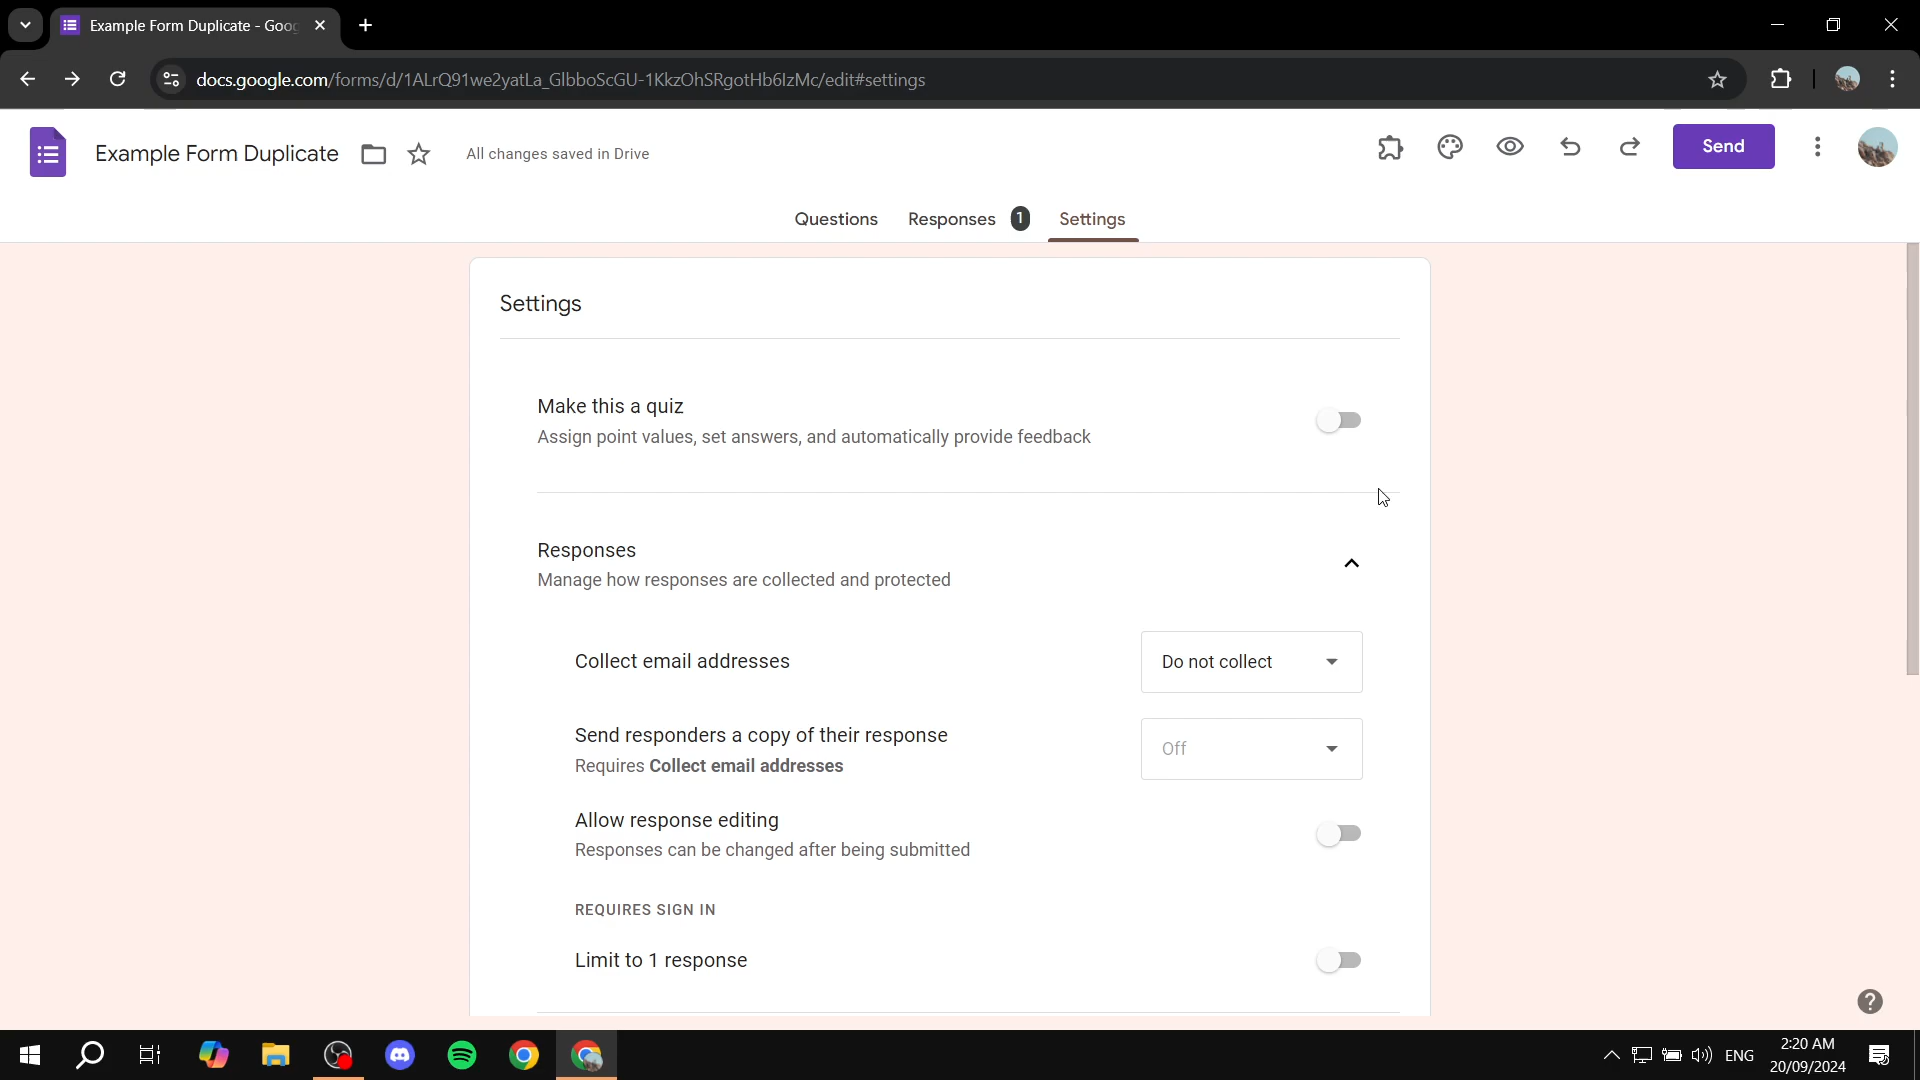 Example Form Duplicate - Goog
docs.google.com/forms/d/1ALrQ91we2yatLa_GlbboScGU-1KkzOhSRgotHb6lzMc/edit#settings
Example Form Duplicate
All changes saved in Drive
Send
Questions
Responses 1
Settings
Settings
Make this a quiz
Assign point values, set answers, and automatically provide feedback
Responses
Manage how responses are collected and protected
Collect email addresses
Do not collect
Send responders a copy of their response
Requires Collect email addresses
Off
Allow response editing
Responses can be changed after being submitted
REQUIRES SIGN IN
Limit to 1 response
ENG
2:20 AM
20/09/2024